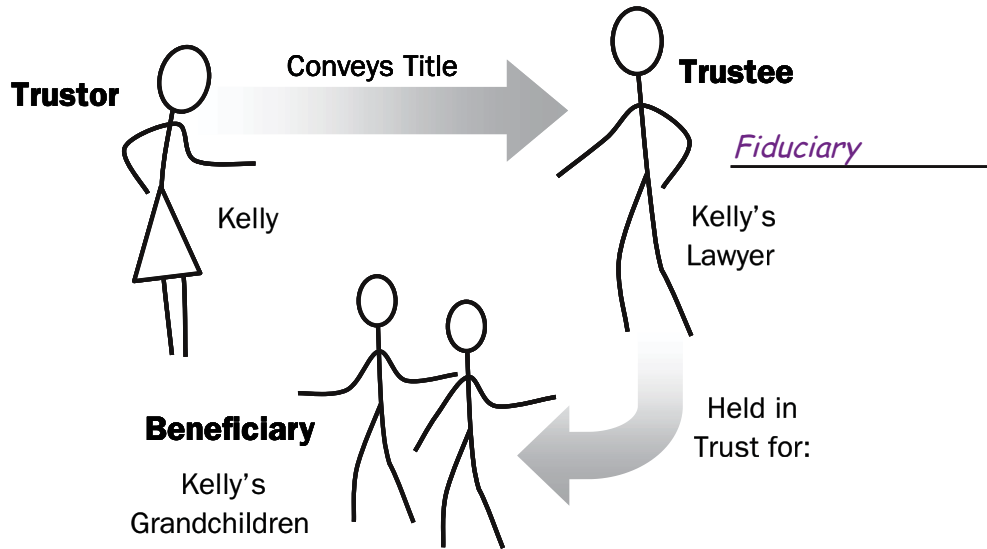 Conveys Title
Trustor
Trustee
Fiduciary
Kelly
Kelly's
Lawyer
Held in
Trust for:
Beneficiary
Kelly's
Grandchildren